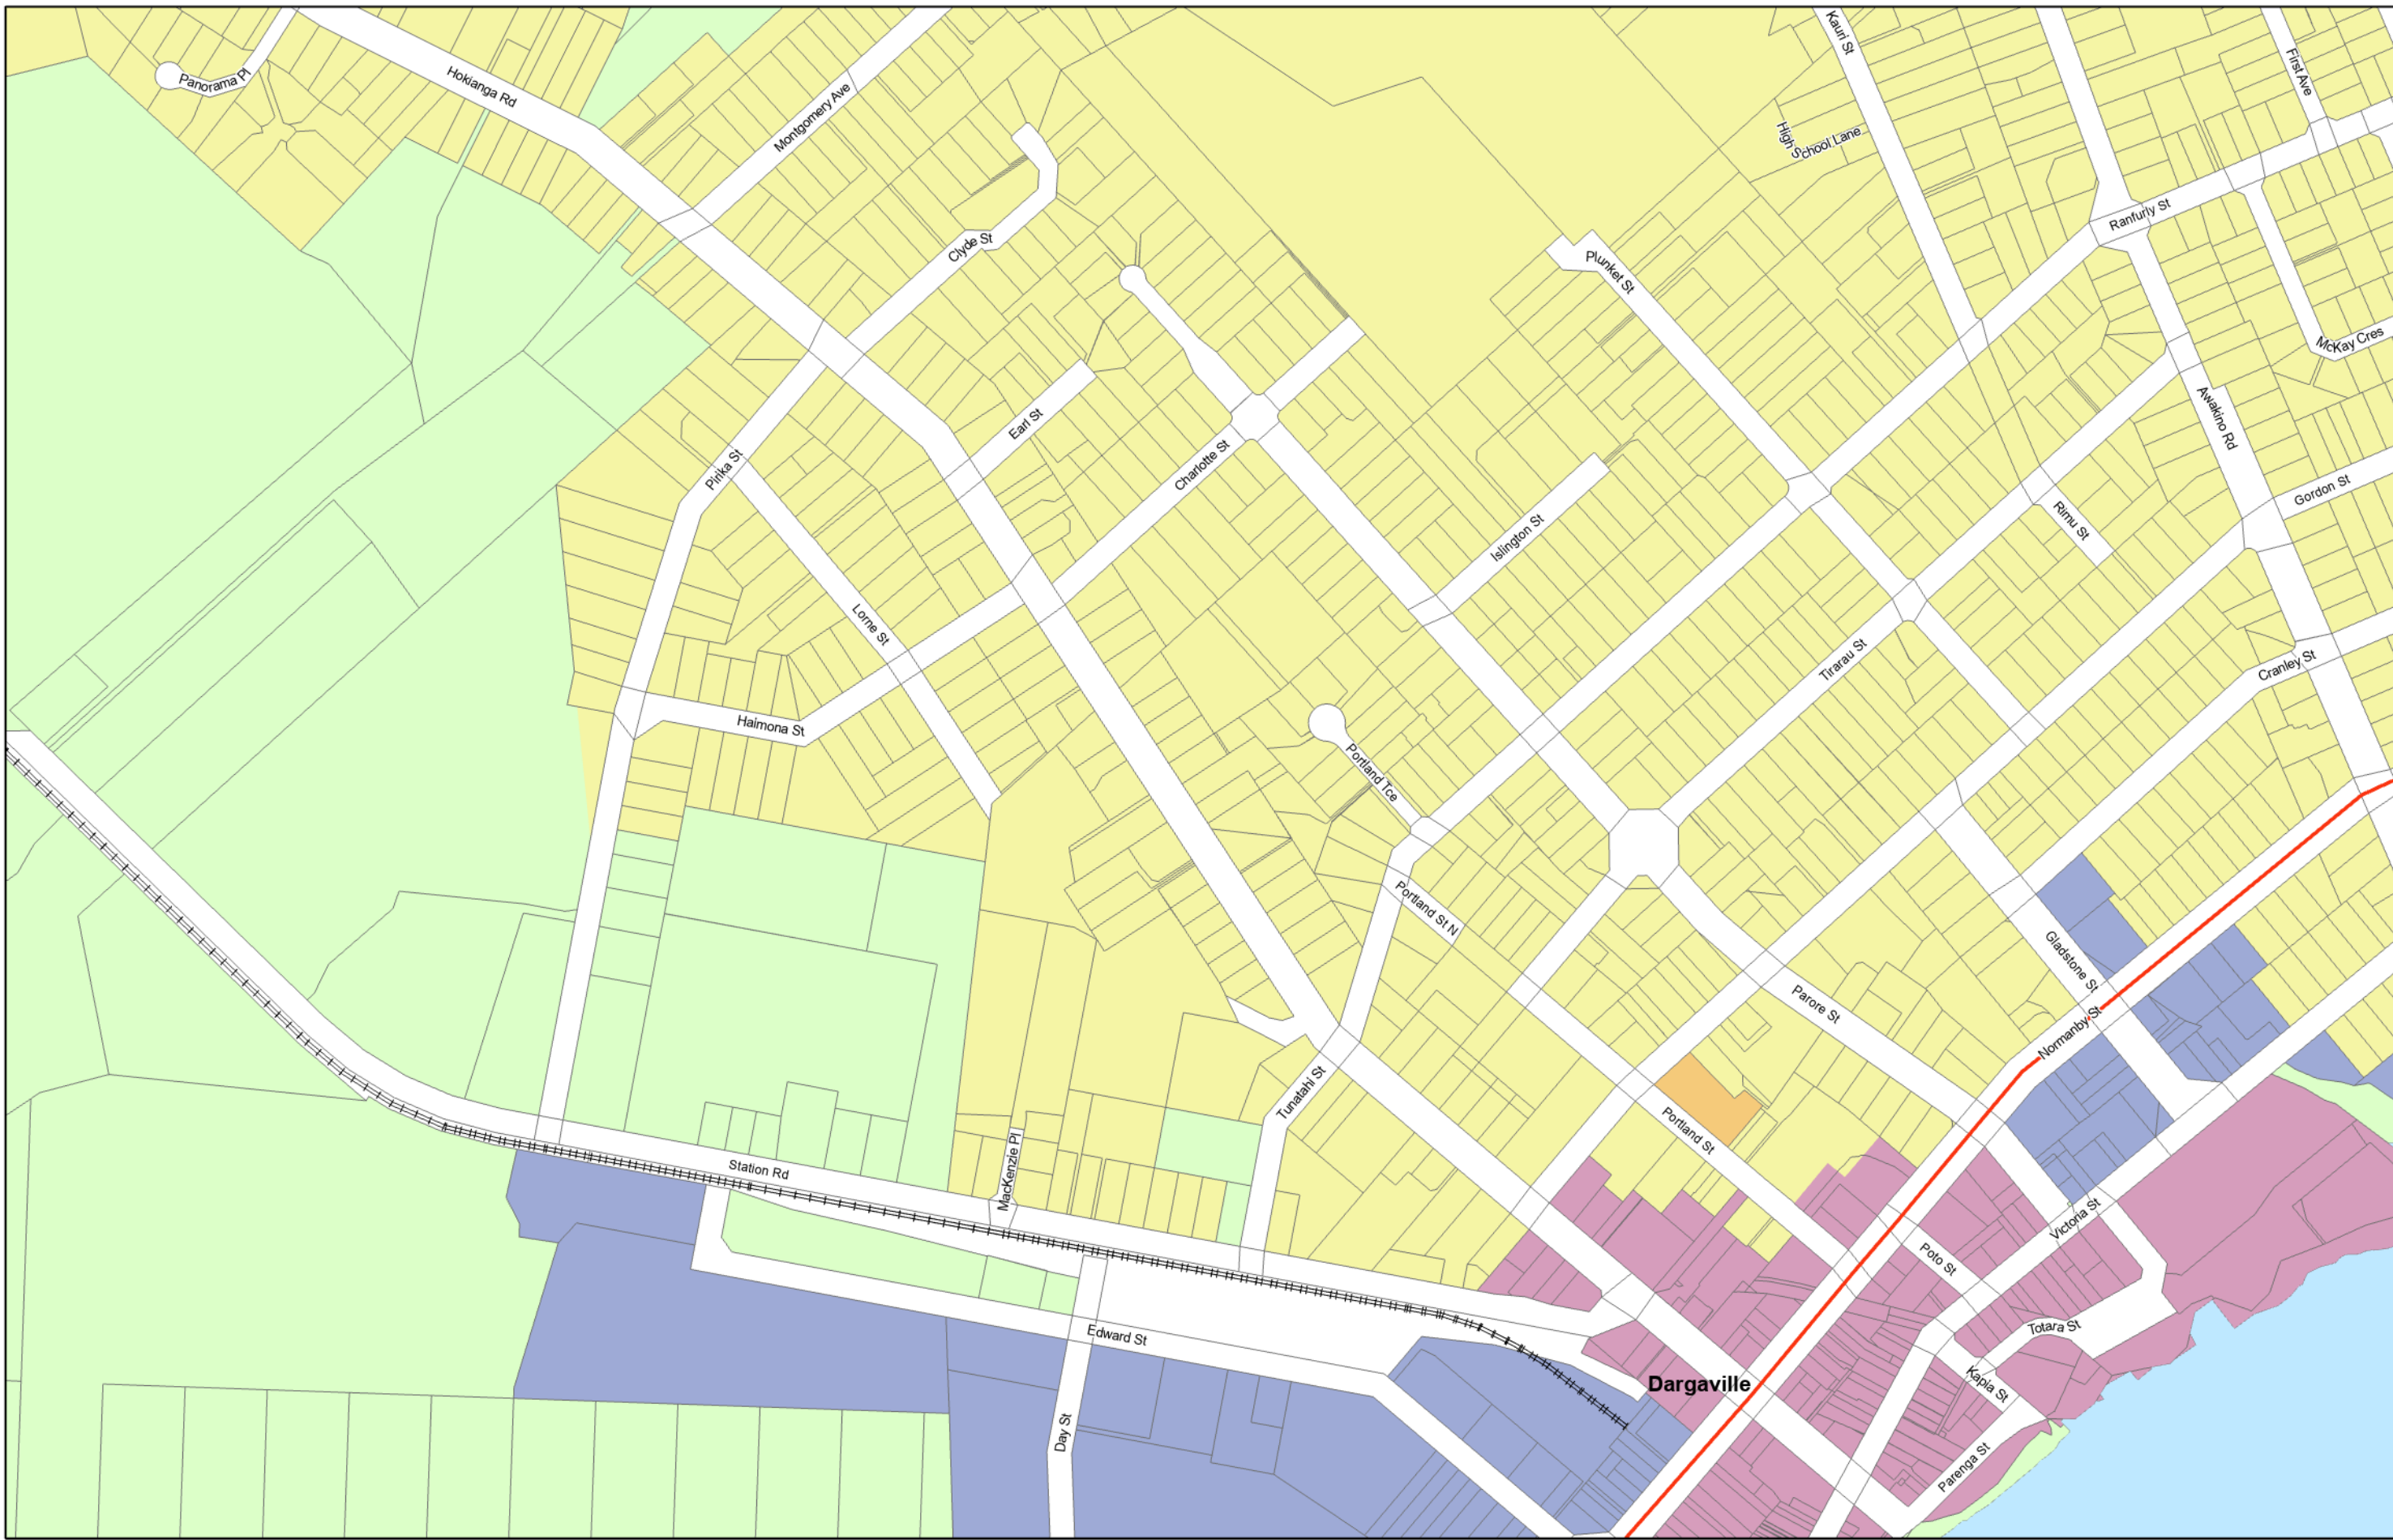 Kauri St
First Ave
Panorama Pl
Hokianga Rd
Montgomery Ave
High School Lane
Ranfurly St
Clyde St
Plunket St
McKay Cres
Earl St
Awakino Rd
Charlotte St
Pirika St
Gordon St
Rimu St
Islington St
Lorne St
Tirarau St
Cranley St
Haimona St
Portland Tce
Portland St N
Gladstone St
Parore St
Normanby St
Tunatahi St
Portland St
MacKenzie Pl
Station Rd
Victoria St
Poto St
Totara St
Edward St
Kapia St
Dargaville
Day St
Parenga St